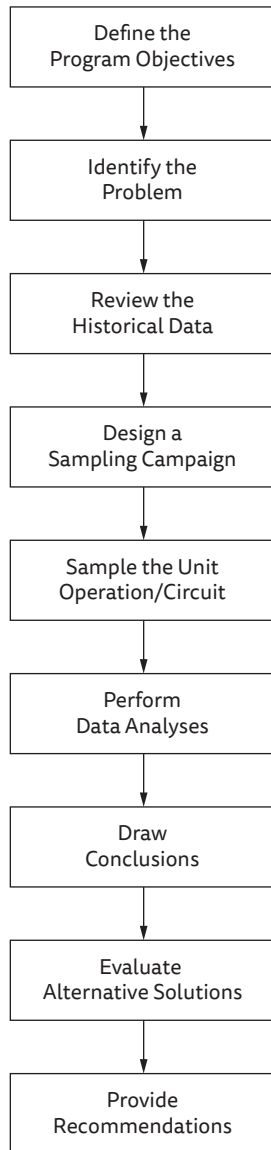 Define the
Program Objectives
Identify the
Problem
Review the
Historical Data
Design a
Sampling Campaign
Sample the Unit
Operation/Circuit
Perform
Data Analyses
Draw
Conclusions
Evaluate
Alternative Solutions
Provide
Recommendations